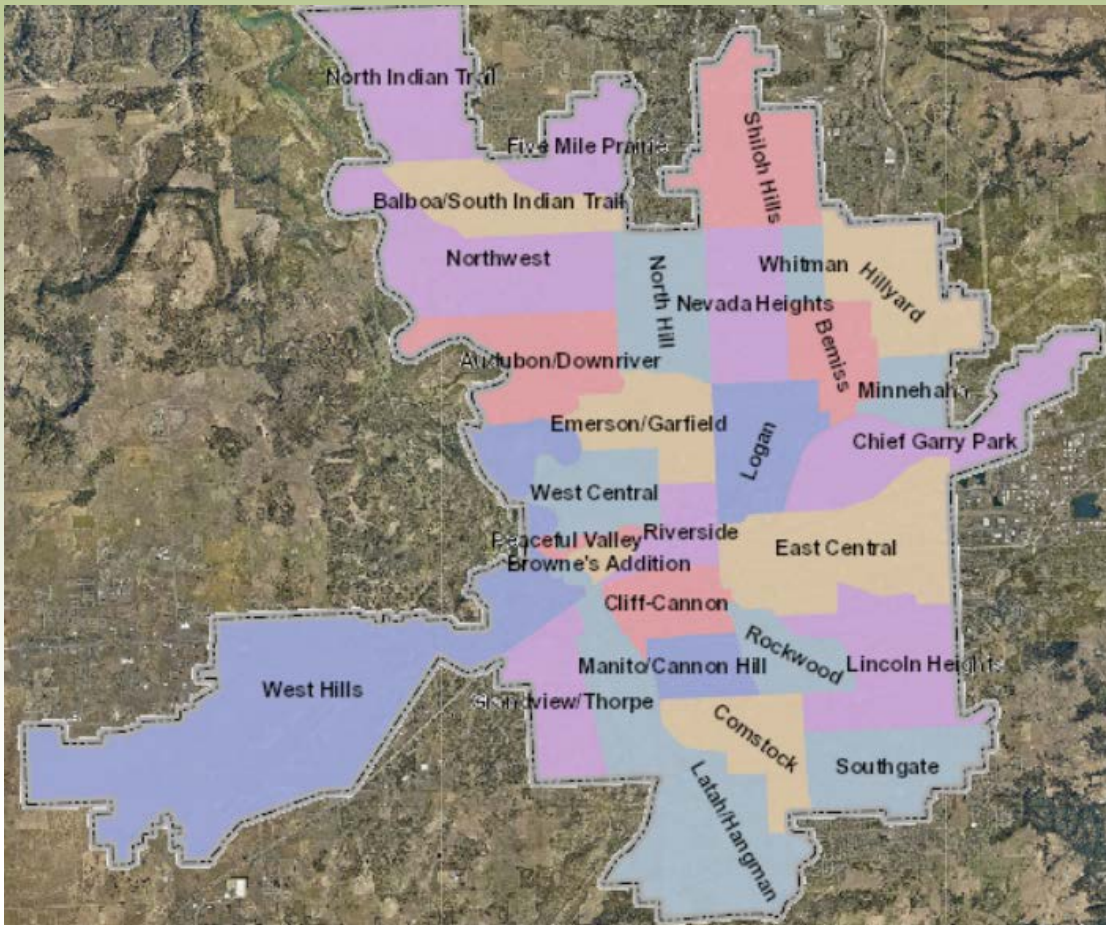 North Indian Trail
Five Mile Prairie
Shiloh Hills
Balboa/South Indian Trail
Northwest
North Hill
Whitman
Hillyard
Nevada Heights
Bemiss
Audubon/Downriver
Minnehaha
Emerson/Garfield
Logan
Chief Garry Park
West Central
Riverside
Peaceful Valley
East Central
Browne's Addition
Cliff-Cannon
Rockwood
Manito/Cannon Hill
Lincoln Heights
West Hills
Grandview/Thorpe
Comstock
Southgate
Latah/Hangman